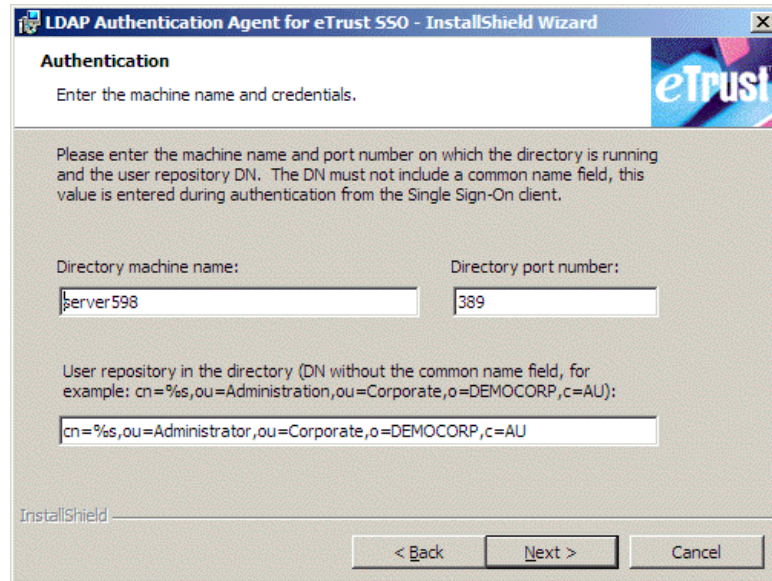 LDAP Authentication Agent for eTrust SSO - InstallShield Wizard
Authentication
Enter the machine name and credentials.
eTrust
Please enter the machine name and port number on which the directory is running
and the user repository DN. The DN must not include a common name field, this
value is entered during authentication from the Single Sign-On client.
Directory machine name: Directory port number:
server598 389
User repository in the directory (DN without the common name field, for
example: cn=%s,ou=Administration,ou=Corporate,o=DEMOCORP,c=AU):
cn=%s,ou=Administrator,ou=Corporate,o=DEMOCORP,c=AU
InstallShield
< Back Next > Cancel